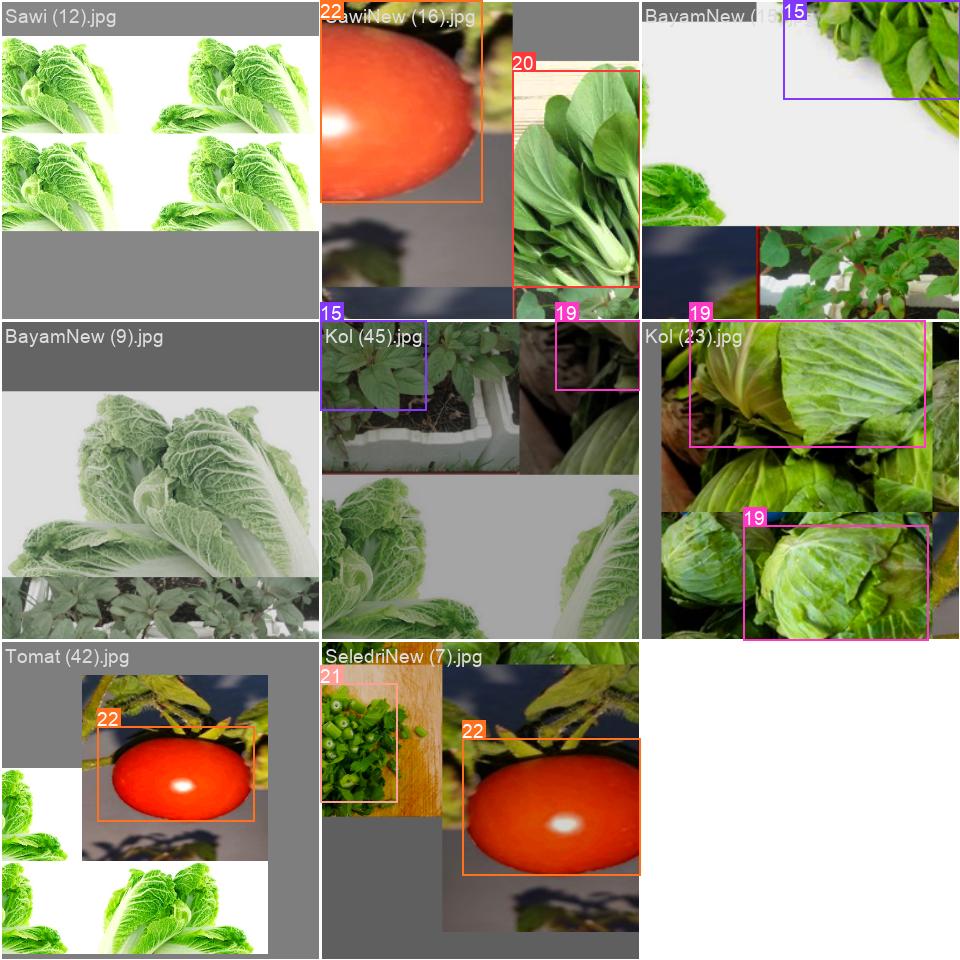 Sawi (12).jpg
22
SawiNew (16).jpg
20
BayamNew (15).jpg
15
BayamNew (9).jpg
15
Kol (45).jpg
19
19
Kol (23).jpg
19
Tomat (42).jpg
22
SeledriNew (7).jpg
21
22